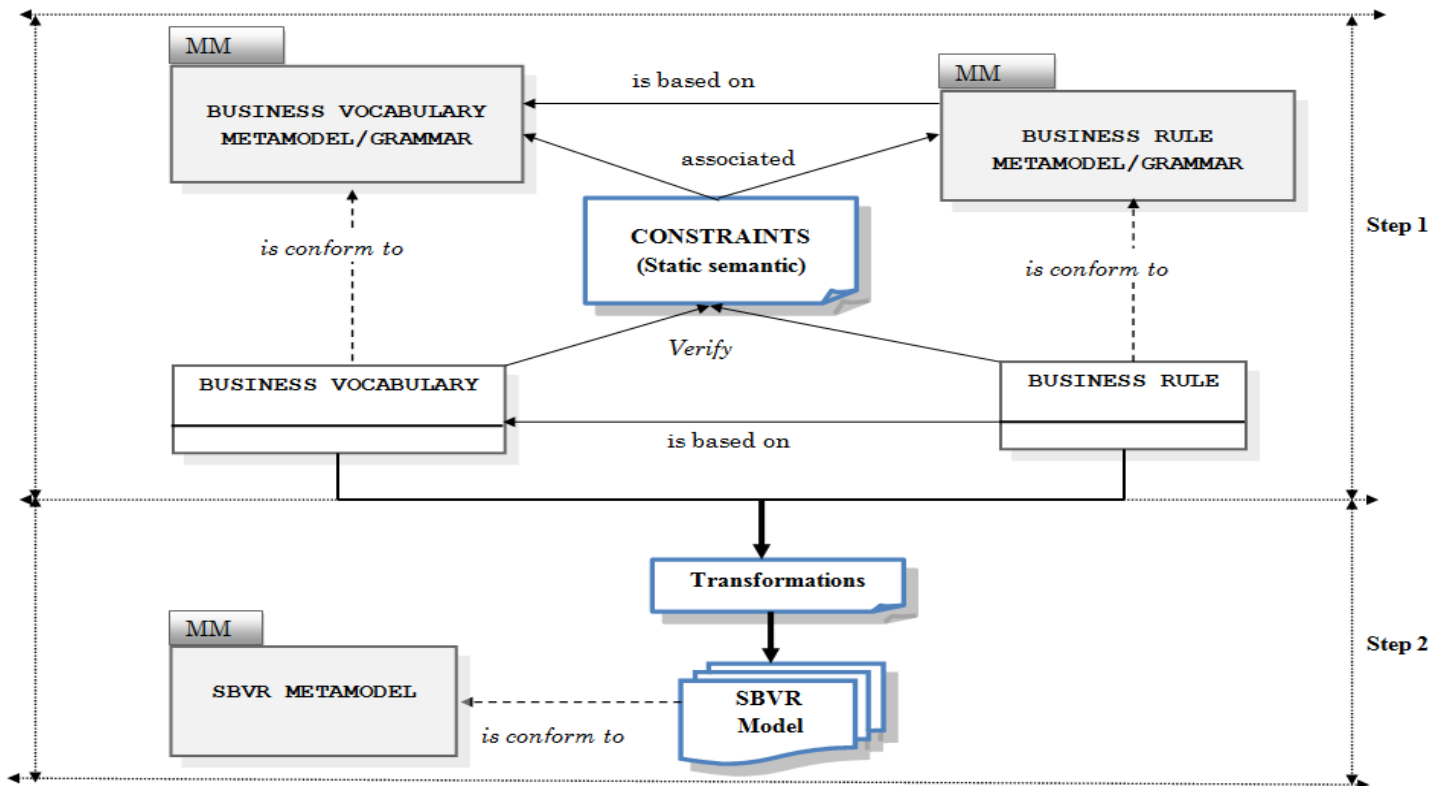 MM
BUSINESS VOCABULARY
METAMODEL/GRAMMAR
is based on
MM
BUSINESS RULE
METAMODEL/GRAMMAR
associated
CONSTRAINTS
(Static semantic)
is conform to
is conform to
Step 1
Verify
BUSINESS VOCABULARY
BUSINESS RULE
is based on
Transformations
MM
SBVR METAMODEL
SBVR
Model
is conform to
Step 2